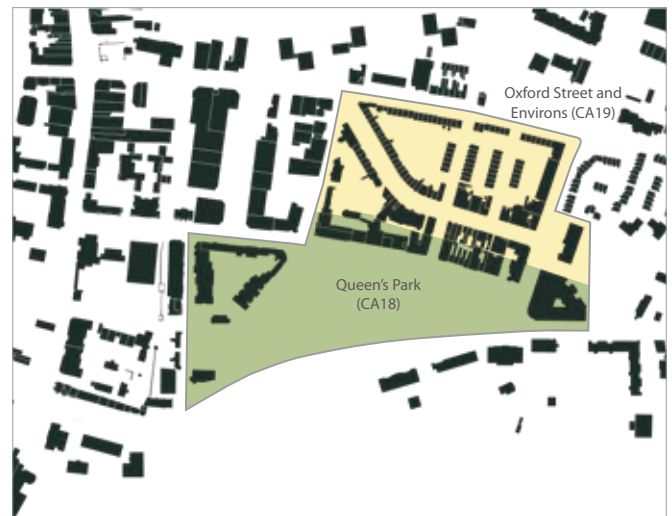 Oxford Street and
Environs (CA19)
Queen's Park
(CA18)